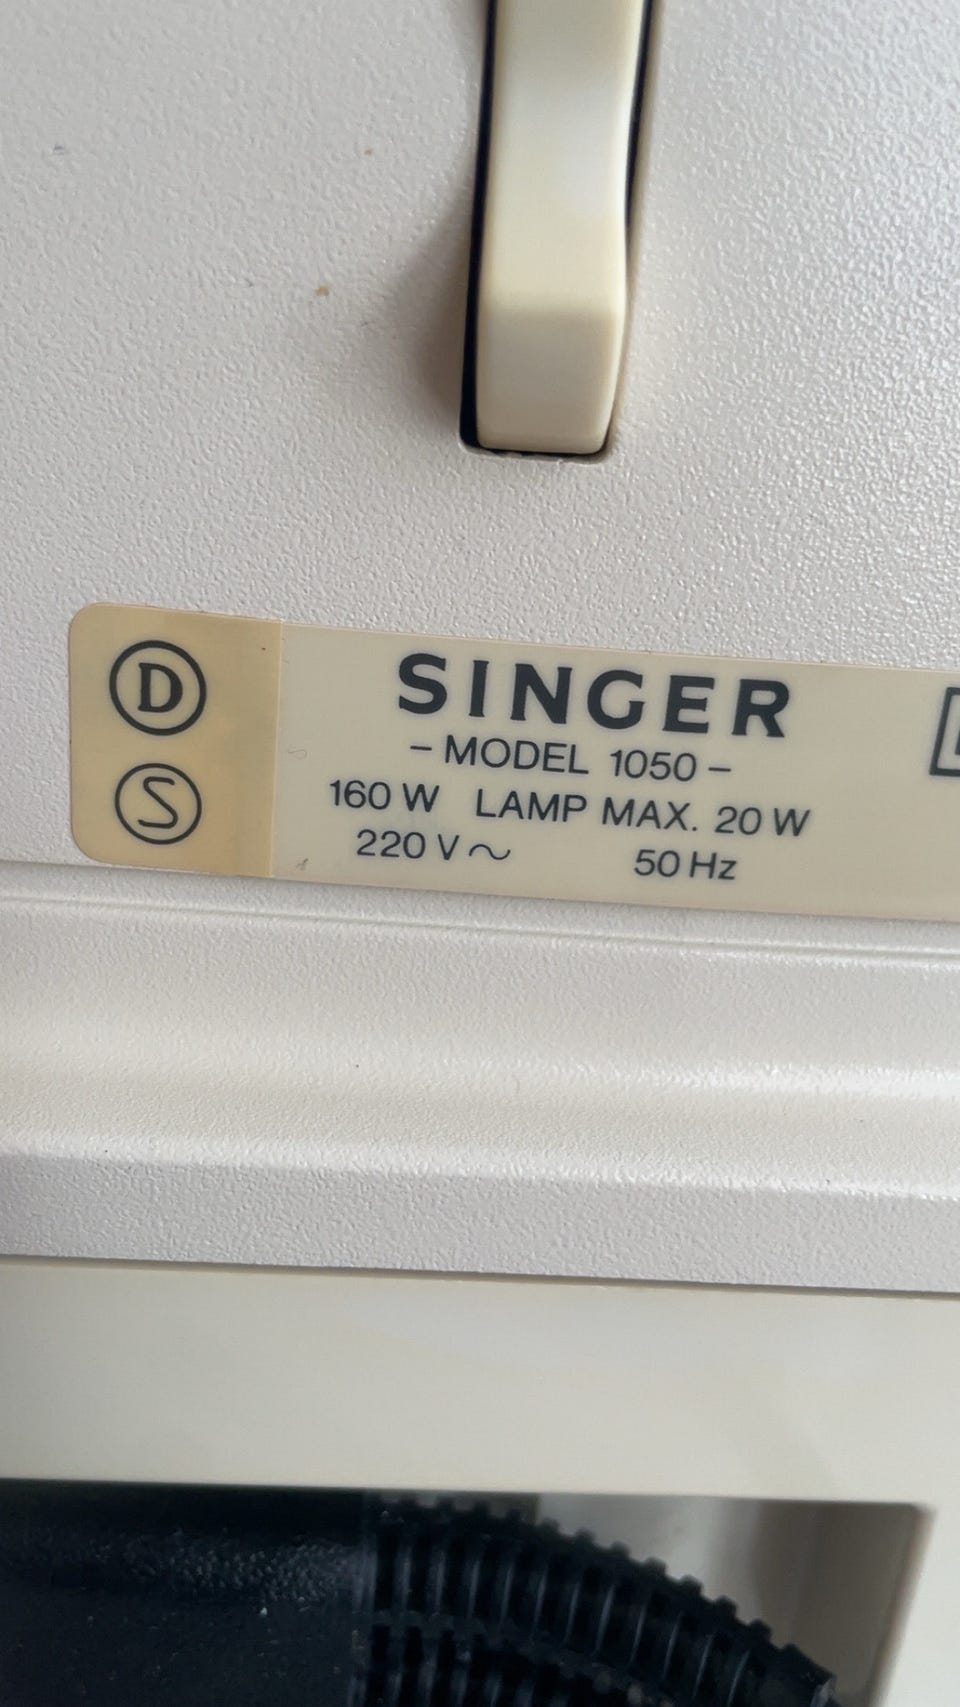 D
S
SINGER
- MODEL 1050 -
160 W LAMP MAX. 20 W
220 V ~ 50 Hz